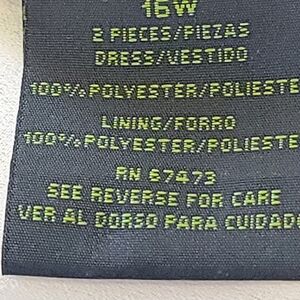 16W
2 PIECES/PIEZAS
DRESS/VESTIDO
100% POLYESTER/POLIESTE
LINING/FORRO
100% POLYESTER/POLIESTE
RN 67473
SEE REVERSE FOR CARE
VER AL DORSO PARA CUIDAD